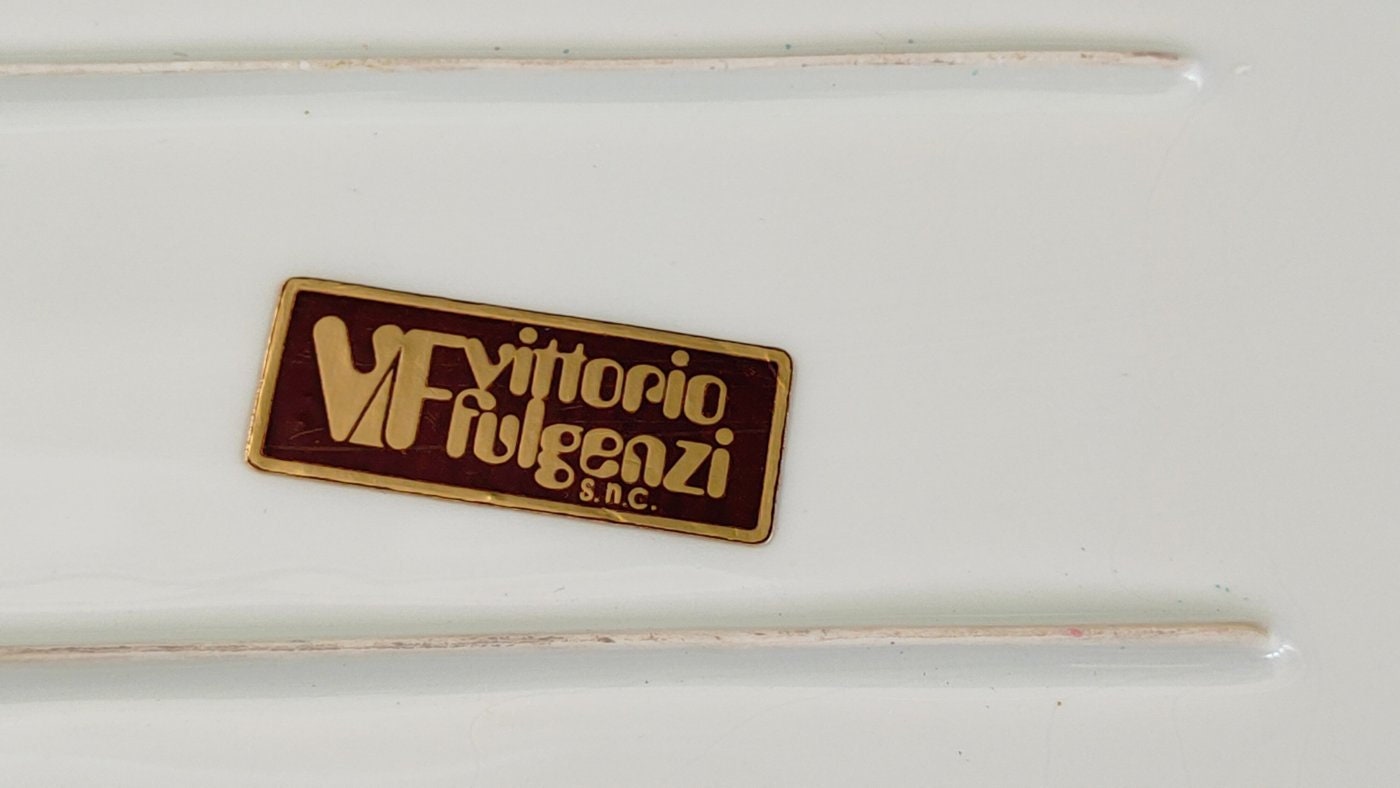 VF vittorio
fulgenzi
s.n.c.